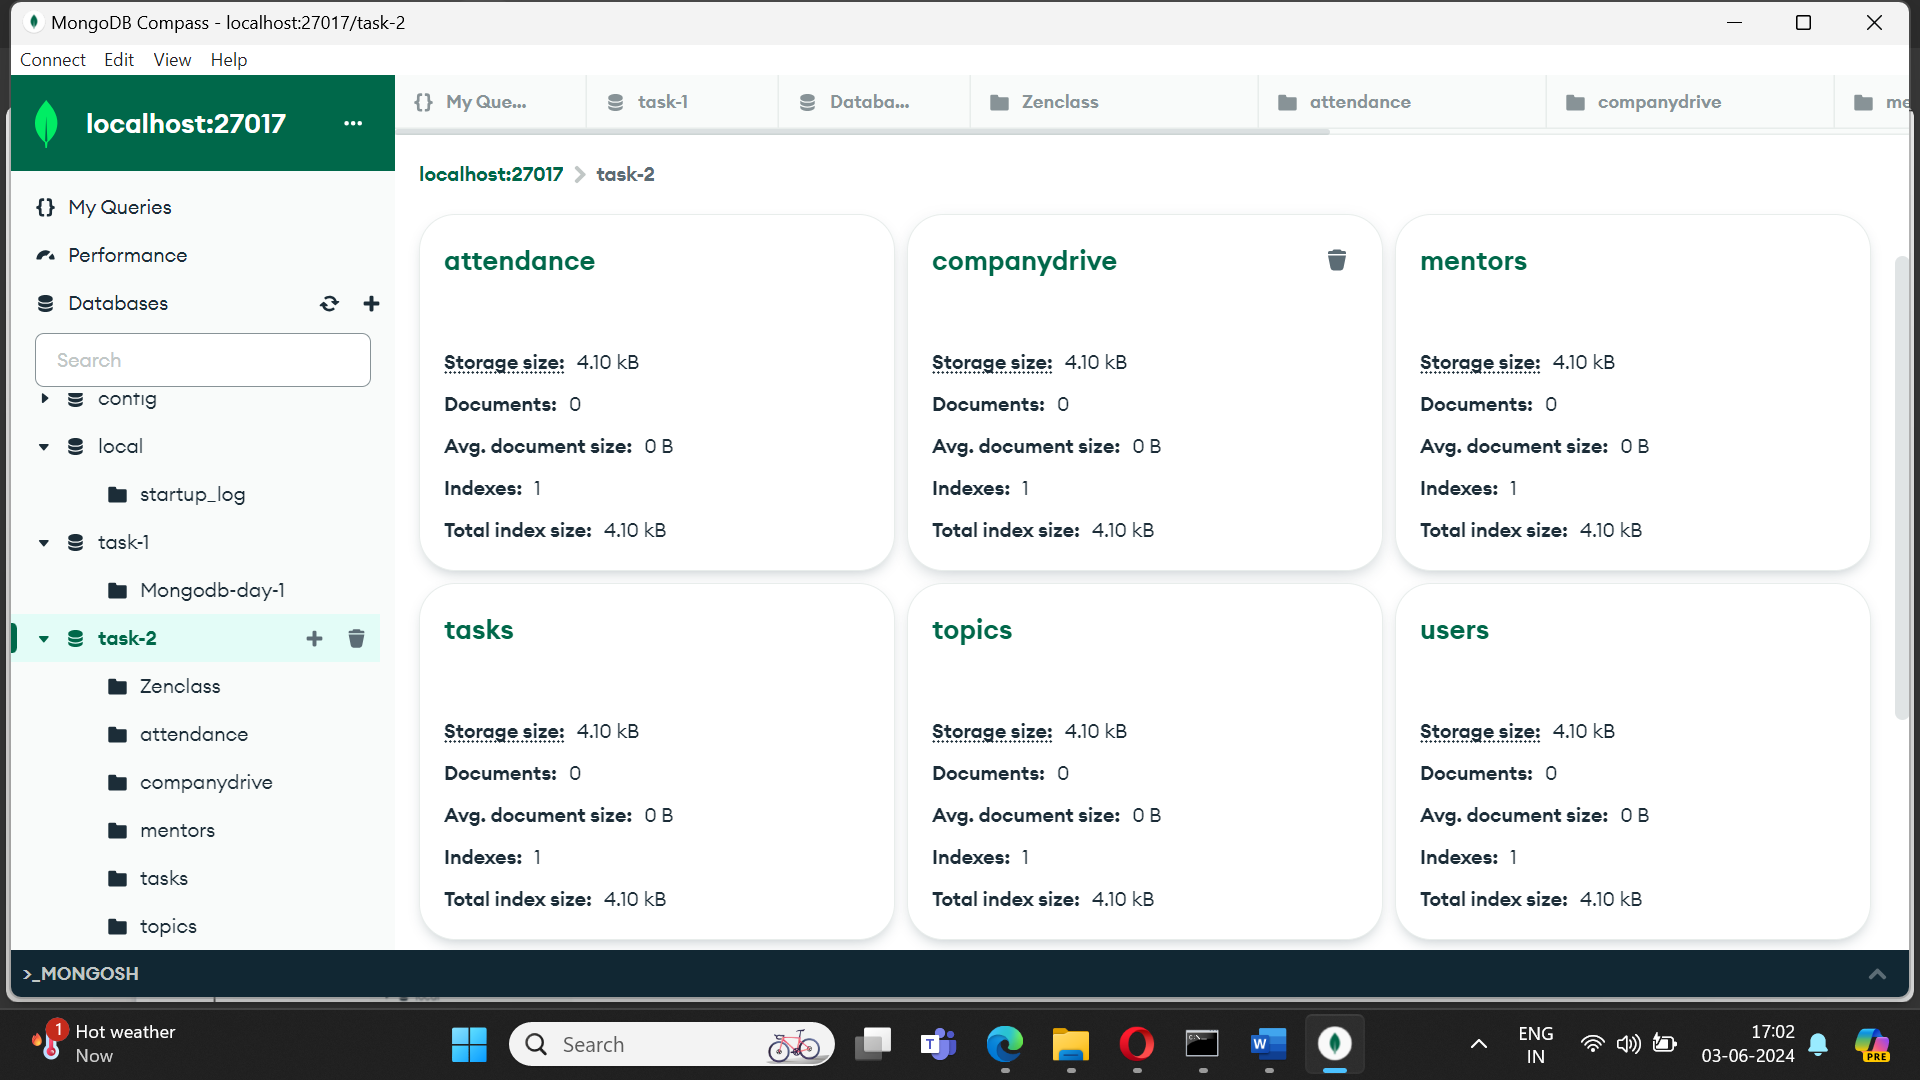 MongoDB Compass - localhost:27017/task-2
Connect Edit View Help
localhost:27017 ...
{} My Que... task-1 Databa... Zenclass attendance companydrive me
localhost:27017 > task-2
{} My Queries
Performance
Databases
Search
config
local
startup_log
task-1
Mongodb-day-1
task-2
Zenclass
attendance
companydrive
mentors
tasks
topics
attendance
Storage size: 4.10 kB
Documents: 0
Avg. document size: 0 B
Indexes: 1
Total index size: 4.10 kB
companydrive
Storage size: 4.10 kB
Documents: 0
Avg. document size: 0 B
Indexes: 1
Total index size: 4.10 kB
mentors
Storage size: 4.10 kB
Documents: 0
Avg. document size: 0 B
Indexes: 1
Total index size: 4.10 kB
tasks
Storage size: 4.10 kB
Documents: 0
Avg. document size: 0 B
Indexes: 1
Total index size: 4.10 kB
topics
Storage size: 4.10 kB
Documents: 0
Avg. document size: 0 B
Indexes: 1
Total index size: 4.10 kB
users
Storage size: 4.10 kB
Documents: 0
Avg. document size: 0 B
Indexes: 1
Total index size: 4.10 kB
>_MONGOSH
1
Hot weather
Now
Search
T
W
ENG
IN
17:02
03-06-2024
PRE